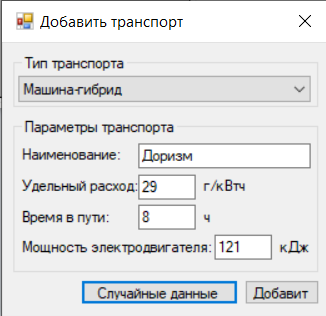 Добавить транспорт
Тип транспорта
Машина-гибрид
Параметры транспорта
Наименование: Доризм
Удельный расход: 29 г/кВтч
Время в пути: 8 ч
Мощность электродвигателя: 121 кДж
Случайные данные Добавит